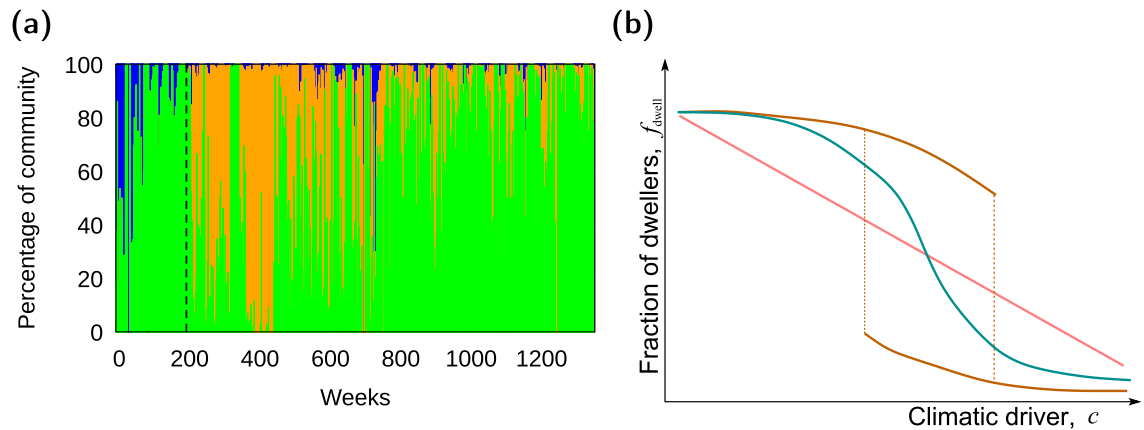 (a)
Percentage of community
100
80
60
40
20
0
0 200 400 600 800 1000 1200
Weeks
(b)
Fraction of dwellers, f_dwell
Climatic driver, c